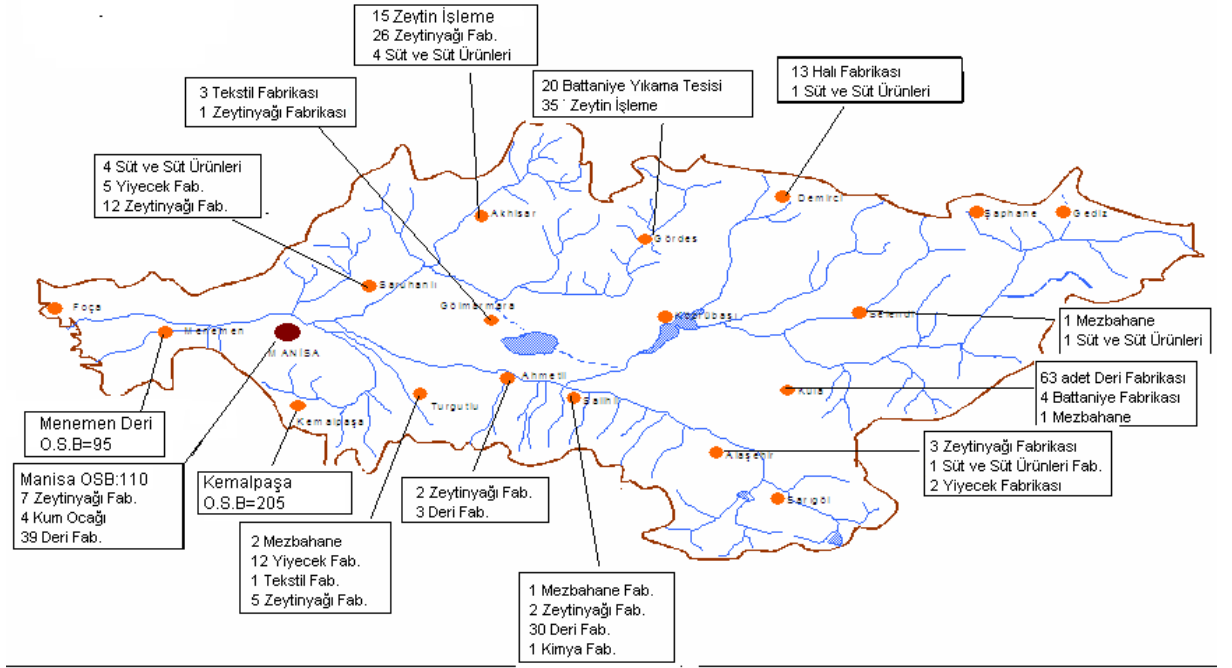 15 Zeytin İşleme
26 Zeytinyağı Fab.
4 Süt ve Süt Ürünleri
3 Tekstil Fabrikası
1 Zeytinyağı Fabrikası
20 Battaniye Yıkama Tesisi
35 ' Zeytin İşleme
13 Halı Fabrikası
1 Süt ve Süt Ürünleri
4 Süt ve Süt Ürünleri
5 Yiyecek Fab.
12 Zeytinyağı Fab.
Akhisar
Gördes
Demirci
Şaphane
Gediz
Saruhanlı
Gölmarmara
Foça
Menemen
MANİSA
Köprübaşı
Selendi
1 Mezbahane
1 Süt ve Süt Ürünleri
Ahmetli
Turgutlu
Salihli
Kula
Kemalpaşa
Alaşehir
Sarıgöl
63 adet Deri Fabrikası
4 Battaniye Fabrikası
1 Mezbahane
Menemen Deri
O.S.B=95
3 Zeytinyağı Fabrikası
1 Süt ve Süt Ürünleri Fab.
2 Yiyecek Fabrikası
Manisa OSB:110
7 Zeytinyağı Fab.
4 Kum Ocağı
39 Deri Fab.
Kemalpaşa
O.S.B=205
2 Zeytinyağı Fab.
3 Deri Fab.
2 Mezbahane
12 Yiyecek Fab.
1 Tekstil Fab.
5 Zeytinyağı Fab.
1 Mezbahane Fab.
2 Zeytinyağı Fab.
30 Deri Fab.
1 Kimya Fab.